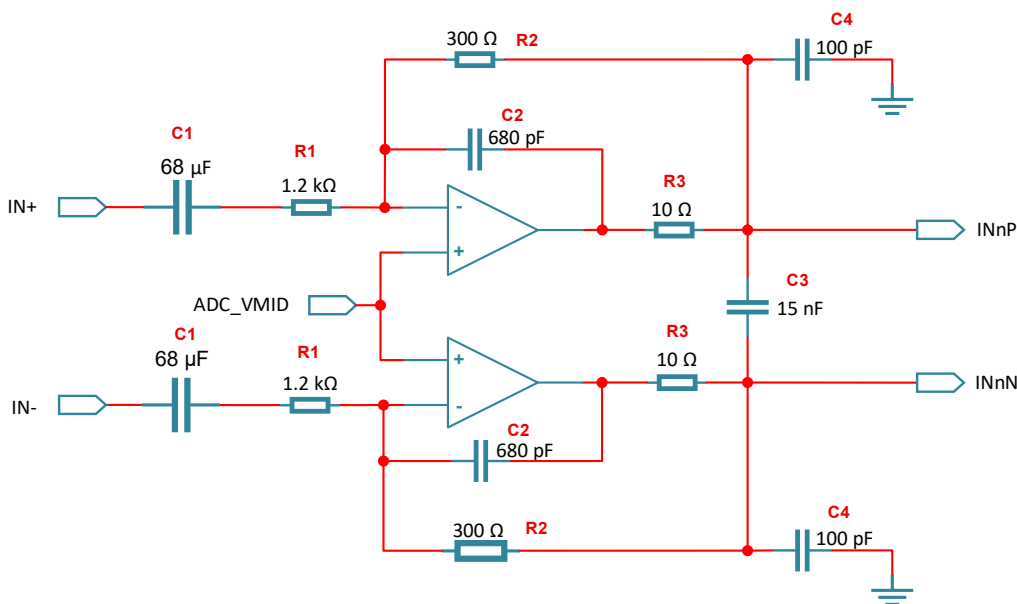 C4
300 Ω
R2
100 pF
C2
C1
680 pF
68 µF
R1
R3
1.2 kΩ
10 Ω
IN+
-
INnP
+
C3
ADC_VMID
15 nF
C1
R3
R1
68 µF
10 Ω
+
1.2 kΩ
INnN
IN-
-
C2
680 pF
C4
300 Ω
R2
100 pF